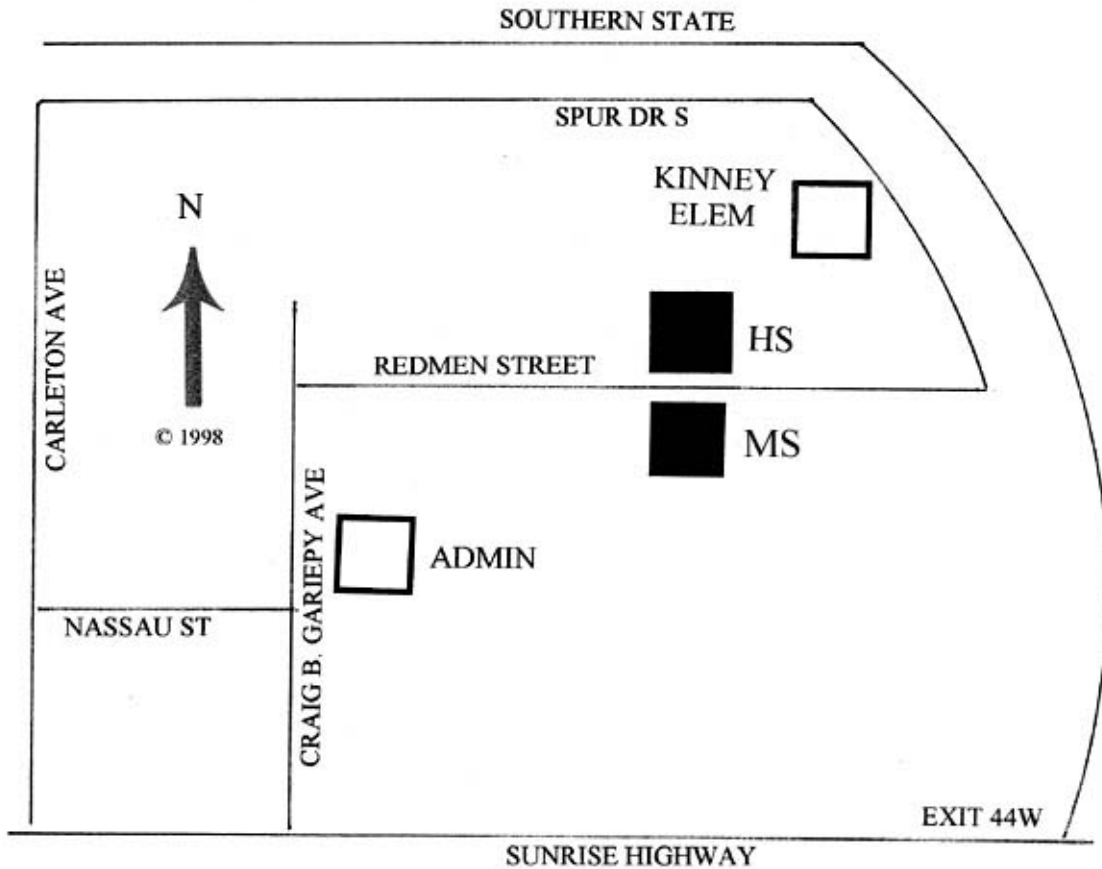 SOUTHERN STATE
SPUR DR S
KINNEY
ELEM
N
CARLETON AVE
HS
REDMEN STREET
© 1998
MS
CRAIG B. GARIEPY AVE
ADMIN
NASSAU ST
EXIT 44W
SUNRISE HIGHWAY